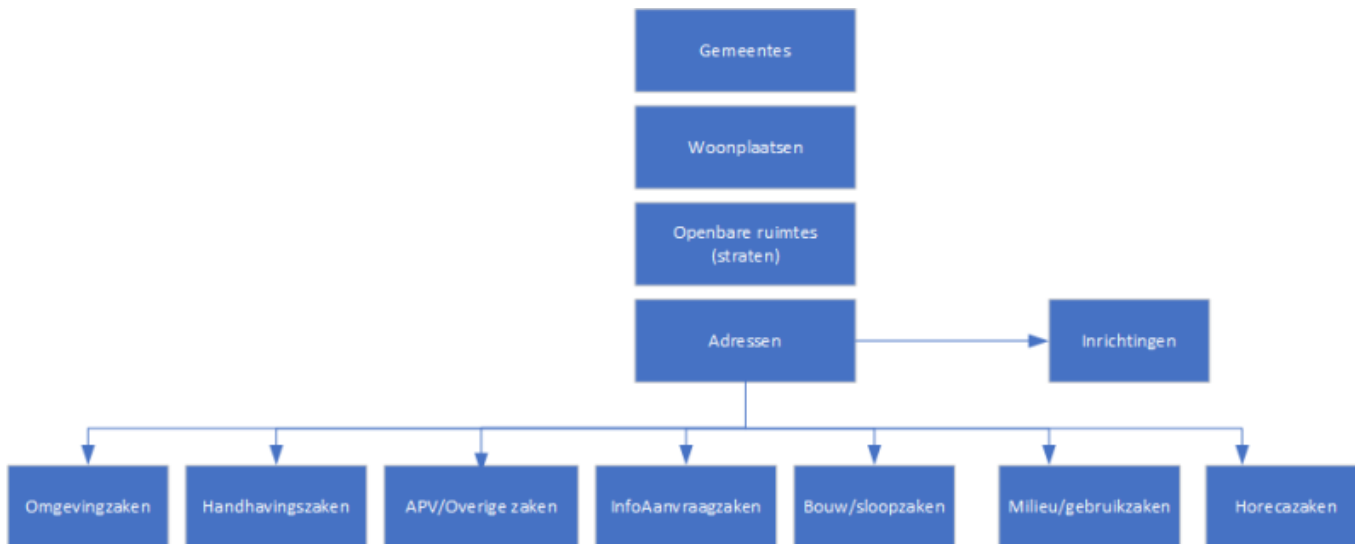 Gemeentes
Woonplaatsen
Openbare ruimtes
(straten)
Adressen
Inrichtingen
Omgevingzaken
Handhavingszaken
APV/Overige zaken
InfoAanvraagzaken
Bouw/sloopzaken
Milieu/gebruikzaken
Horecazaken